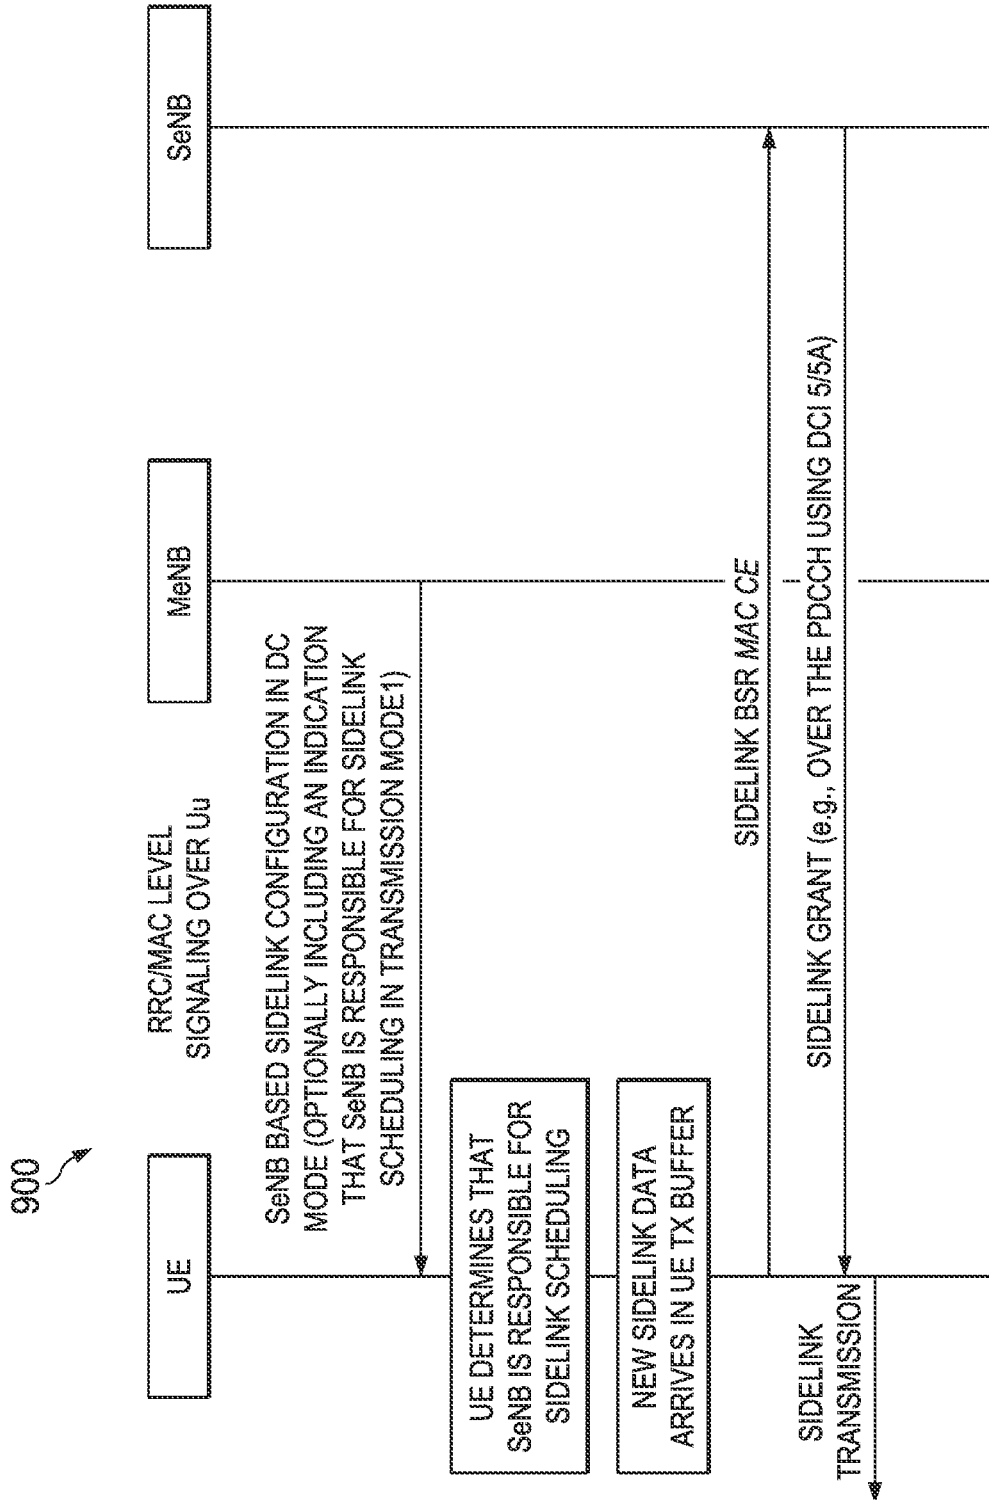 900
UE
MeNB
SeNB
RRC/MAC LEVEL
SIGNALING OVER Uu
SeNB BASED SIDELINK CONFIGURATION IN DC
MODE (OPTIONALLY INCLUDING AN INDICATION
THAT SeNB IS RESPONSIBLE FOR SIDELINK
SCHEDULING IN TRANSMISSION MODE1)
UE DETERMINES THAT
SeNB IS RESPONSIBLE FOR
SIDELINK SCHEDULING
NEW SIDELINK DATA
ARRIVES IN UE TX BUFFER
SIDELINK BSR MAC CE
SIDELINK GRANT (e.g., OVER THE PDCCH USING DCI 5/5A)
SIDELINK
TRANSMISSION